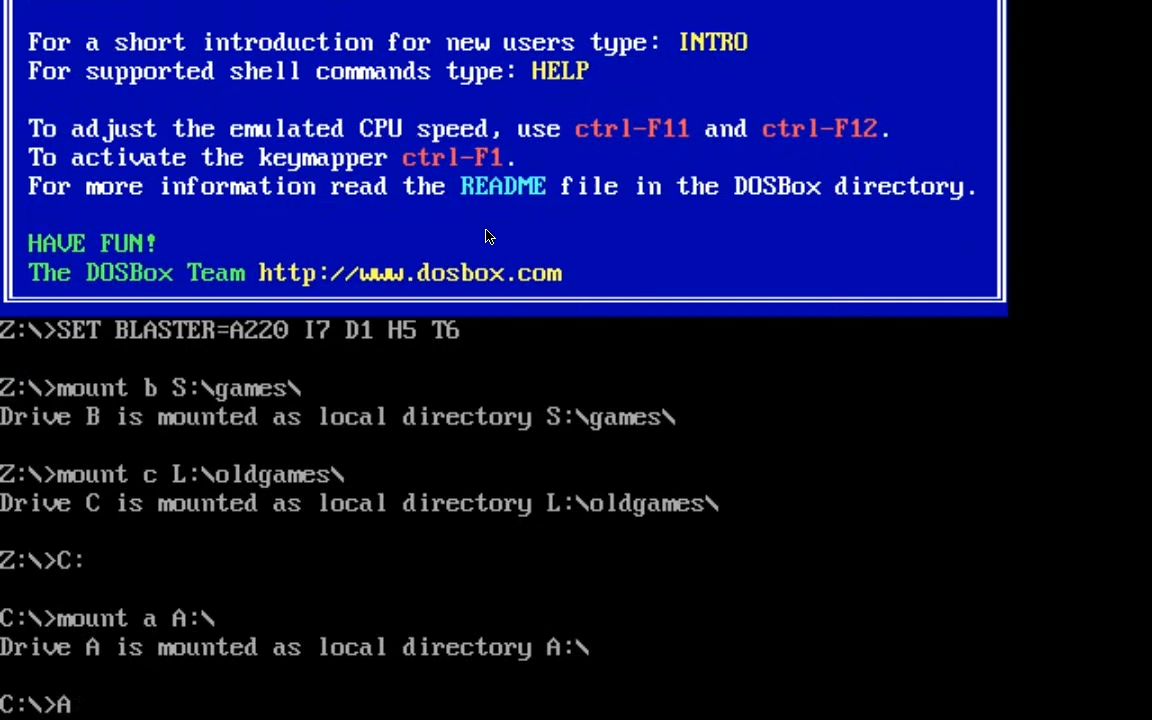 For a short introduction for new users type: INTRO
For supported shell commands type: HELP
To adjust the emulated CPU speed, use ctrl-F11 and ctrl-F12.
To activate the keymapper ctrl-F1.
For more information read the README file in the DOSBox directory.
HAVE FUN!
The DOSBox Team http://www.dosbox.com
Z:\>SET BLASTER=A220 I7 D1 H5 T6
Z:\>mount b S:\games\
Drive B is mounted as local directory S:\games\
Z:\>mount c L:\oldgames\
Drive C is mounted as local directory L:\oldgames\
Z:\>C:
C:\>mount a A:\
Drive A is mounted as local directory A:\
C:\>A